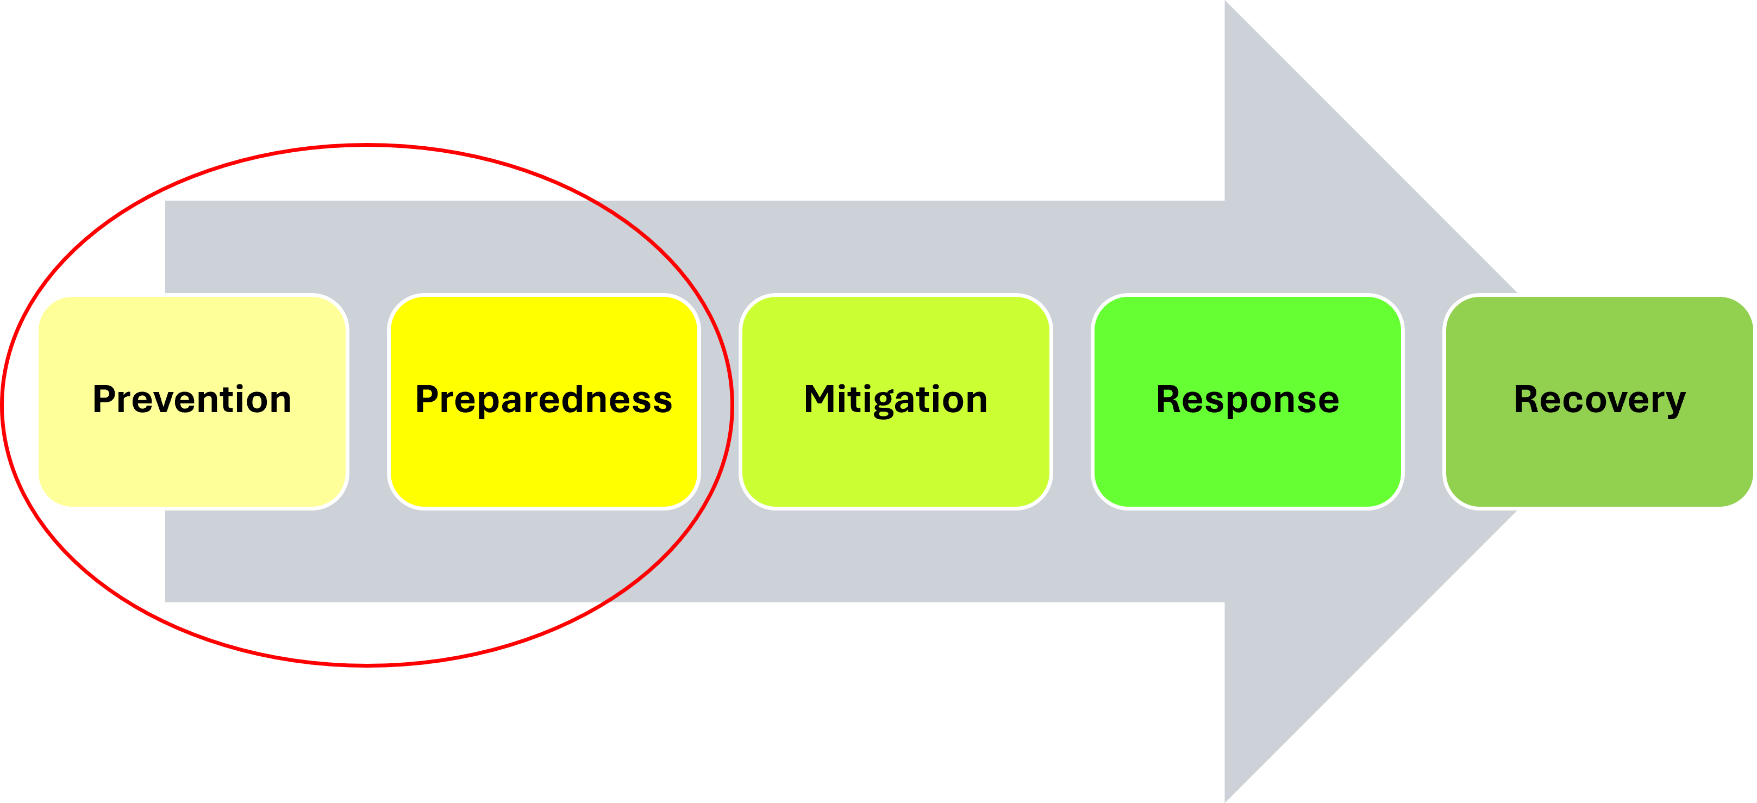 Prevention
Preparedness
Mitigation
Response
Recovery